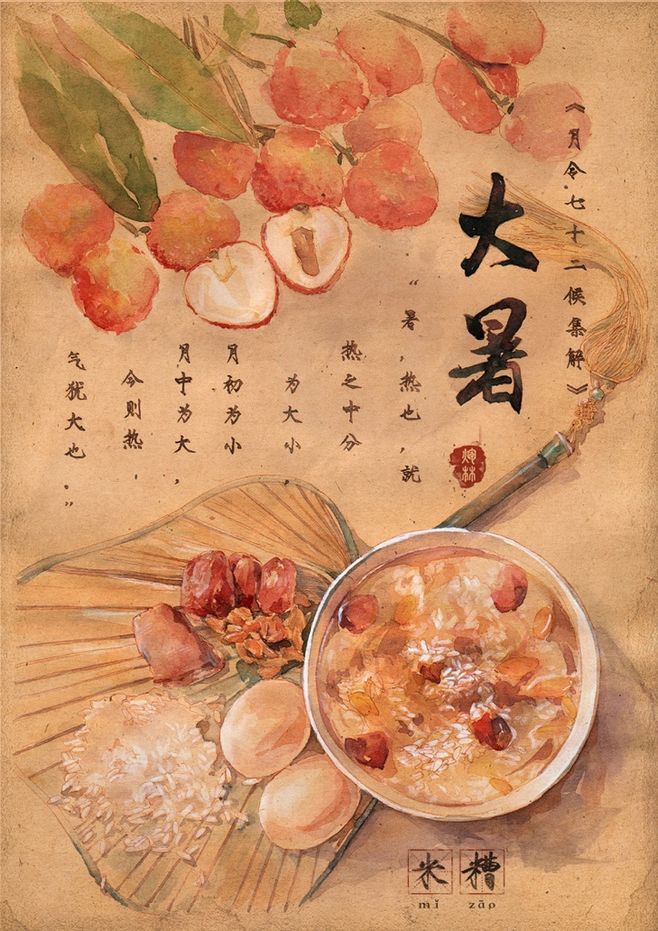 《月令七十二候集解》
大暑
“暑，热也，就
热之中分
为大小
月初为小
月中为大，
今则热，
气犹大也。”
米糟
mǐ zāo